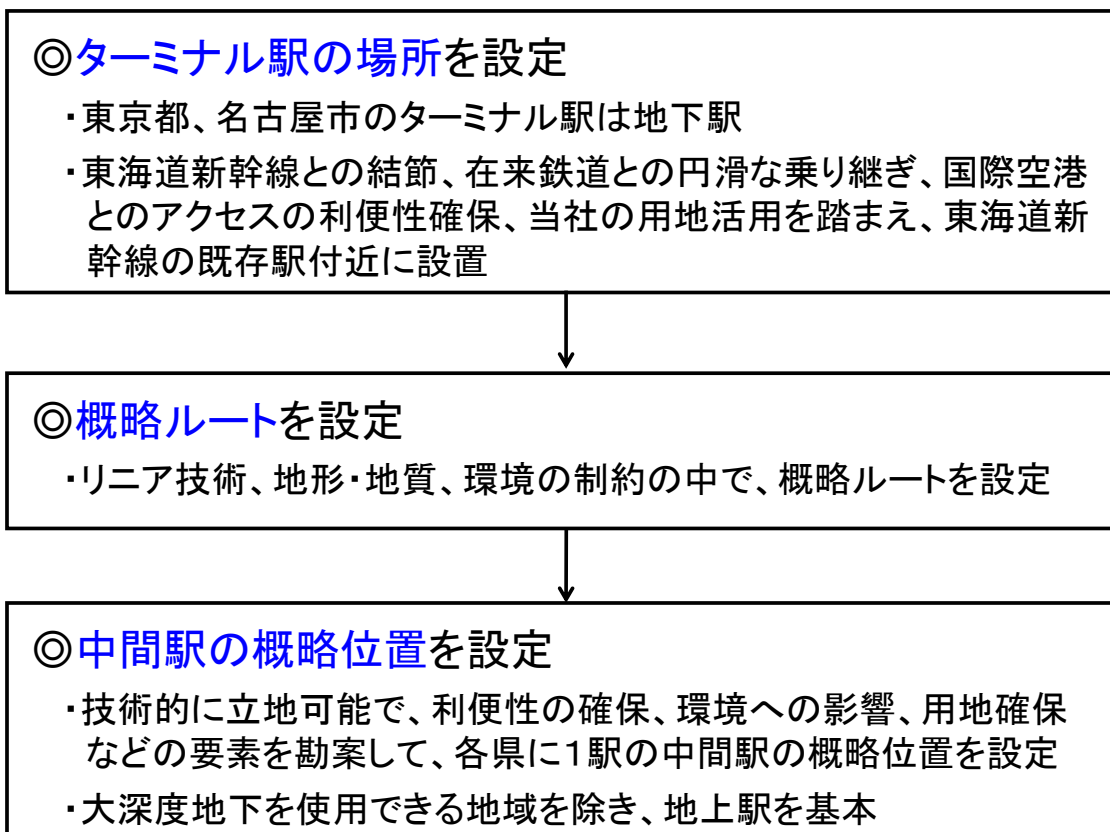 ◎ターミナル駅の場所を設定
・東京都、名古屋市のターミナル駅は地下駅
・東海道新幹線との結節、在来鉄道との円滑な乗り継ぎ、国際空港
とのアクセスの利便性確保、当社の用地活用を踏まえ、東海道新
幹線の既存駅付近に設置
◎概略ルートを設定
・リニア技術、地形・地質、環境の制約の中で、概略ルートを設定
◎中間駅の概略位置を設定
・技術的に立地可能で、利便性の確保、環境への影響、用地確保
などの要素を勘案して、各県に１駅の中間駅の概略位置を設定
・大深度地下を使用できる地域を除き、地上駅を基本